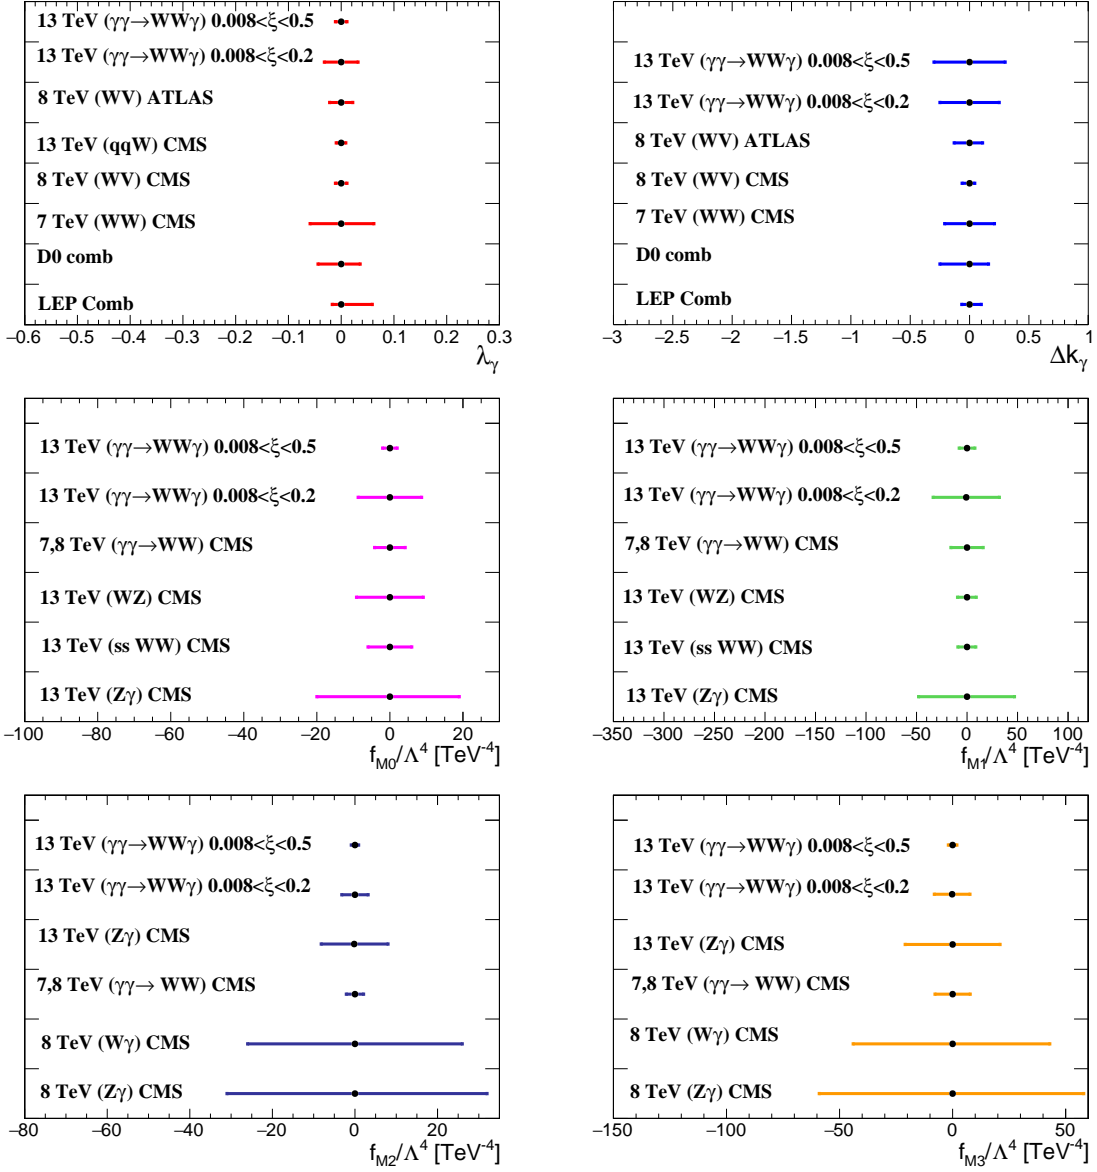 13 TeV (γγ→WWγ) 0.008<ξ<0.5
13 TeV (γγ→WWγ) 0.008<ξ<0.2
8 TeV (WV) ATLAS
13 TeV (qqW) CMS
8 TeV (WV) CMS
7 TeV (WW) CMS
D0 comb
LEP Comb
−0.6 −0.5 −0.4 −0.3 −0.2 −0.1 0 0.1 0.2 0.3
λγ
13 TeV (γγ→WWγ) 0.008<ξ<0.5
13 TeV (γγ→WWγ) 0.008<ξ<0.2
8 TeV (WV) ATLAS
8 TeV (WV) CMS
7 TeV (WW) CMS
D0 comb
LEP Comb
−3 −2.5 −2 −1.5 −1 −0.5 0 0.5 1
Δkγ
13 TeV (γγ→WWγ) 0.008<ξ<0.5
13 TeV (γγ→WWγ) 0.008<ξ<0.2
7,8 TeV (γγ→WW) CMS
13 TeV (WZ) CMS
13 TeV (ss WW) CMS
13 TeV (Zγ) CMS
−100 −80 −60 −40 −20 0 20
fM0/Λ⁴ [TeV⁻⁴]
13 TeV (γγ→WWγ) 0.008<ξ<0.5
13 TeV (γγ→WWγ) 0.008<ξ<0.2
7,8 TeV (γγ→WW) CMS
13 TeV (WZ) CMS
13 TeV (ss WW) CMS
13 TeV (Zγ) CMS
−350 −300 −250 −200 −150 −100 −50 0 50 100
fM1/Λ⁴ [TeV⁻⁴]
13 TeV (γγ→WWγ) 0.008<ξ<0.5
13 TeV (γγ→WWγ) 0.008<ξ<0.2
13 TeV (Zγ) CMS
7,8 TeV (γγ→ WW) CMS
8 TeV (Wγ) CMS
8 TeV (Zγ) CMS
−80 −60 −40 −20 0 20
fM2/Λ⁴ [TeV⁻⁴]
13 TeV (γγ→WWγ) 0.008<ξ<0.5
13 TeV (γγ→WWγ) 0.008<ξ<0.2
13 TeV (Zγ) CMS
7,8 TeV (γγ→ WW) CMS
8 TeV (Wγ) CMS
8 TeV (Zγ) CMS
−150 −100 −50 0 50
fM3/Λ⁴ [TeV⁻⁴]